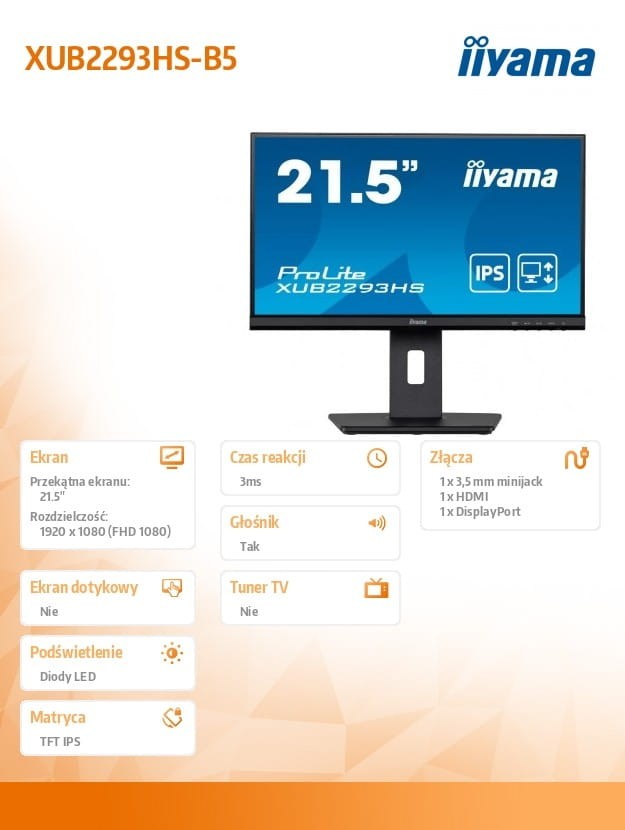 XUB2293HS-B5
iiyama
21.5”
iiyama
ProLite
XUB2293HS
IPS
iiyama
Ekran
Przekątna ekranu:
21.5"
Rozdzielczość:
1920 x 1080 (FHD 1080)
Czas reakcji
3ms
Złącza
1 x 3,5 mm minijack
1 x HDMI
1 x DisplayPort
Głośnik
Tak
Ekran dotykowy
Nie
Tuner TV
Nie
Podświetlenie
Diody LED
Matryca
TFT IPS